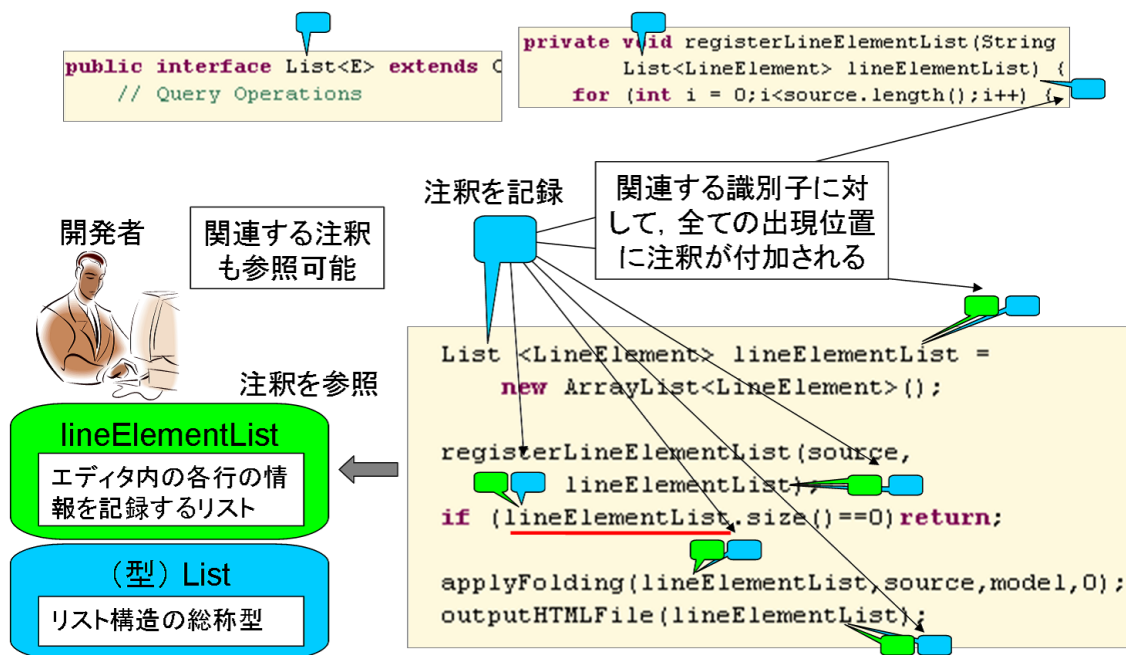 public interface List<E> extends
// Query Operations
private void registerLineElementList(String
List<LineElement> lineElementList) {
for (int i = 0;i<source.length();i++) {
注釈を記録
関連する識別子に対
して，全ての出現位置
に注釈が付加される
開発者
関連する注釈
も参照可能
注釈を参照
lineElementList
エディタ内の各行の情
報を記録するリスト
（型）List
リスト構造の総称型
List <LineElement> lineElementList =
new ArrayList<LineElement>();
registerLineElementList(source,
lineElementList);
if (lineElementList.size()==0)return;
applyFolding(lineElementList,source,model,0);
outputHTMLFile(lineElementList);